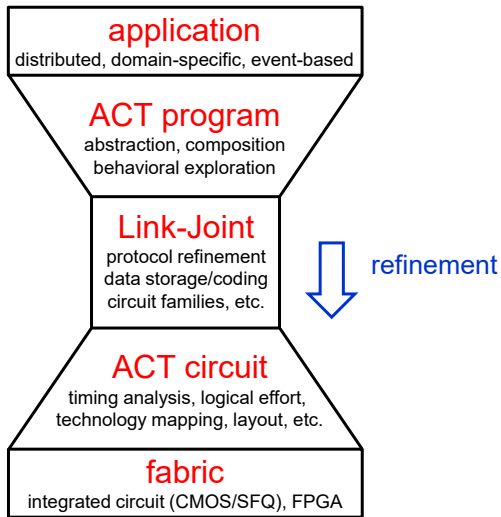 application
distributed, domain-specific, event-based
ACT program
abstraction, composition
behavioral exploration
Link-Joint
protocol refinement
data storage/coding
circuit families, etc.
refinement
ACT circuit
timing analysis, logical effort,
technology mapping, layout, etc.
fabric
integrated circuit (CMOS/SFQ), FPGA